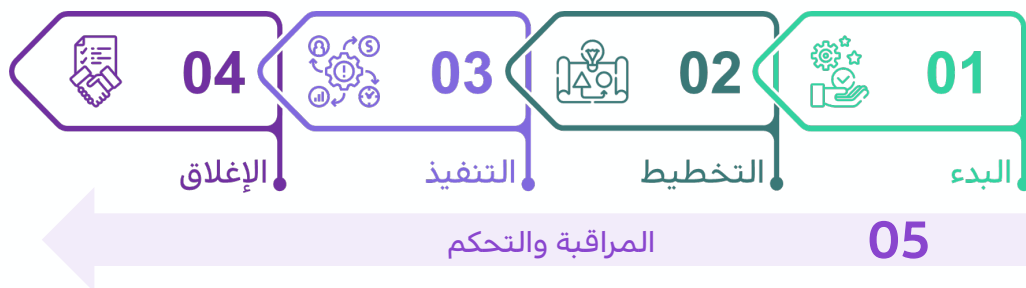 01
02
03
04
البدء
التخطيط
التنفيذ
الإغلاق
05
المراقبة والتحكم